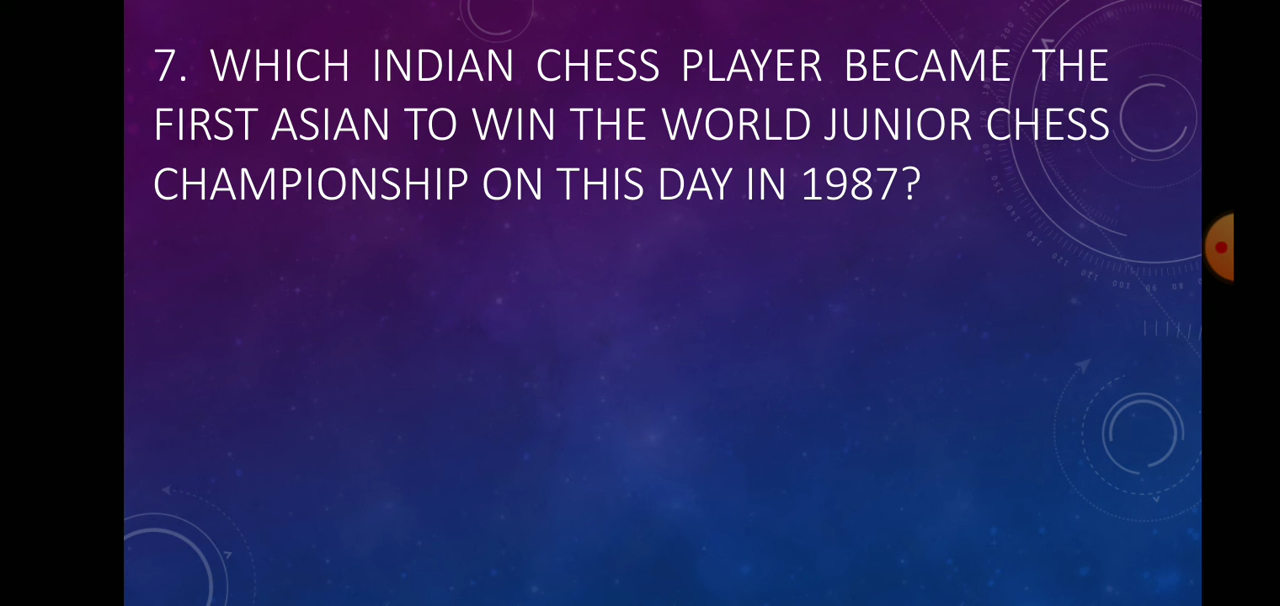 7. WHICH INDIAN CHESS PLAYER BECAME THE
FIRST ASIAN TO WIN THE WORLD JUNIOR CHESS
CHAMPIONSHIP ON THIS DAY IN 1987?